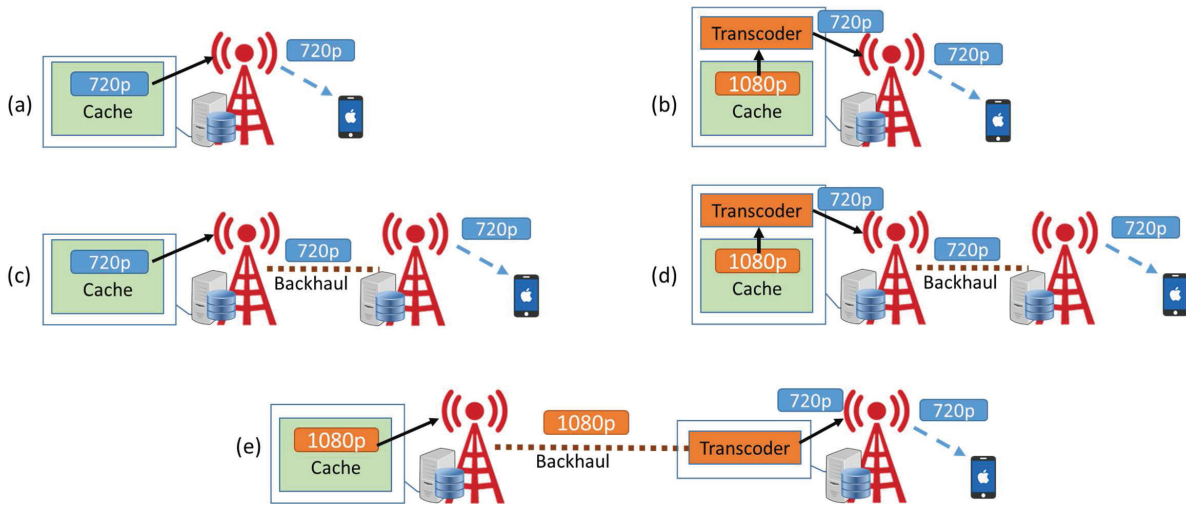 (a)
720p
Cache
720p
(b)
Transcoder
720p
1080p
Cache
720p
(c)
720p
Cache
720p
Backhaul
720p
(d)
Transcoder
720p
1080p
Cache
720p
Backhaul
720p
(e)
1080p
Cache
1080p
Backhaul
Transcoder
720p
720p